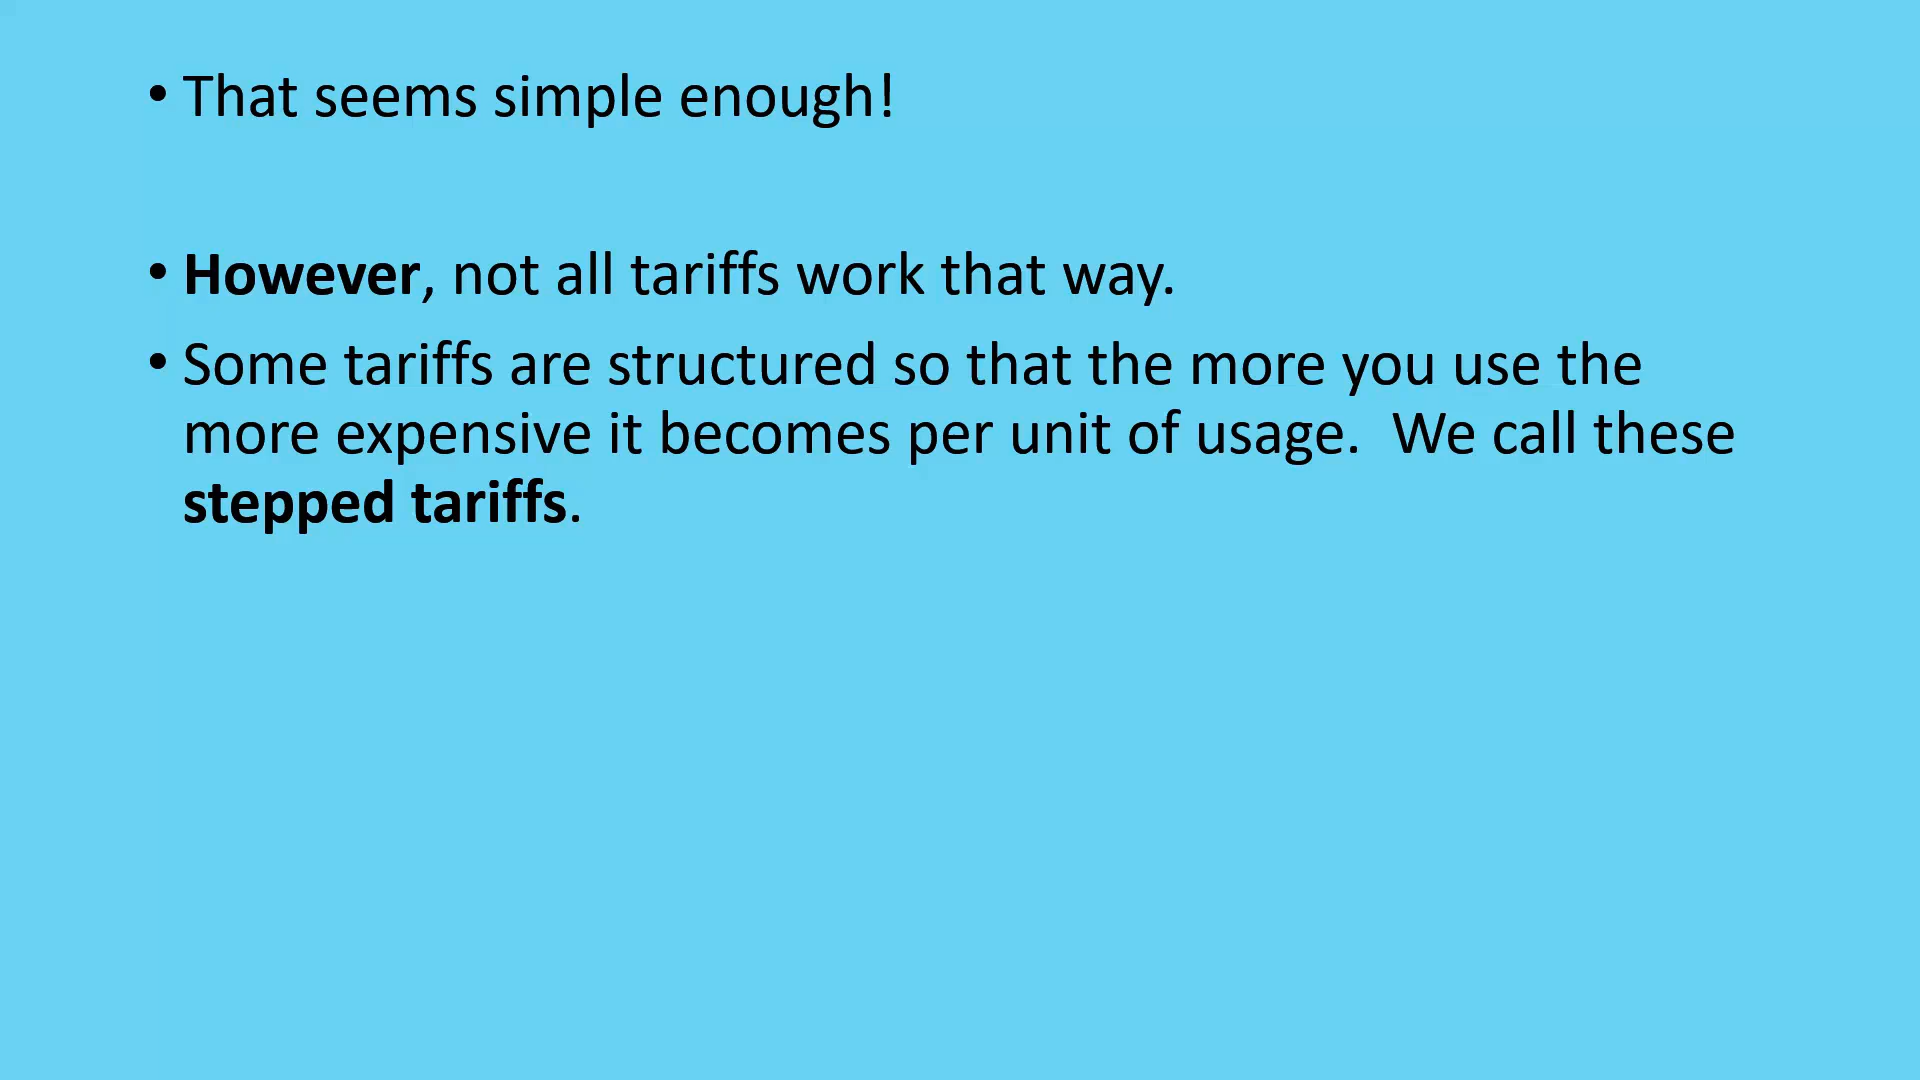 • That seems simple enough!
• However, not all tariffs work that way.
• Some tariffs are structured so that the more you use the
more expensive it becomes per unit of usage.  We call these
stepped tariffs.